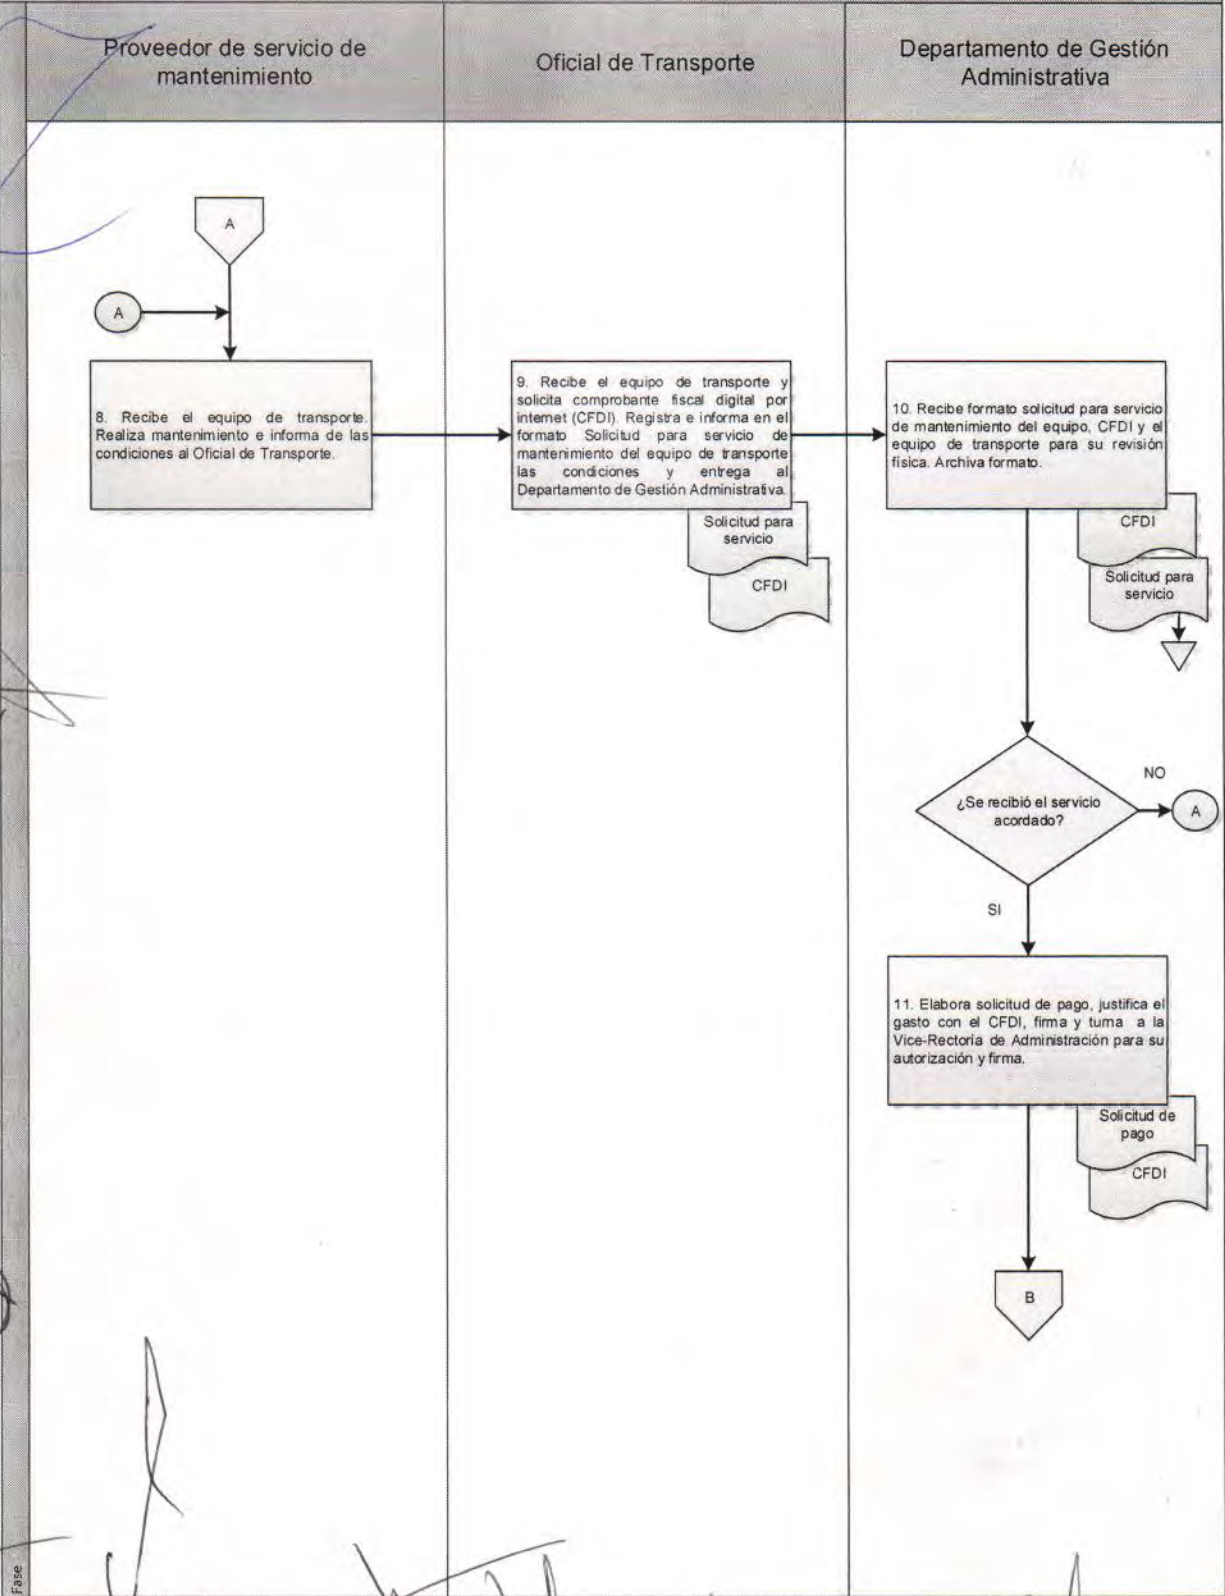 Proveedor de servicio de
mantenimiento
Oficial de Transporte
Departamento de Gestión
Administrativa
A
A
8. Recibe el equipo de transporte.
Realiza mantenimiento e informa de las
condiciones al Oficial de Transporte.
9. Recibe el equipo de transporte y
solicita comprobante fiscal digital por
internet (CFDI). Registra e informa en el
formato Solicitud para servicio de
mantenimiento del equipo de transporte
las condiciones y entrega al
Departamento de Gestión Administrativa.
Solicitud para
servicio
CFDI
10. Recibe formato solicitud para servicio
de mantenimiento del equipo, CFDI y el
equipo de transporte para su revisión
física. Archiva formato.
CFDI
Solicitud para
servicio
¿Se recibió el servicio
acordado?
NO
A
SI
11. Elabora solicitud de pago, justifica el
gasto con el CFDI, firma y turna a la
Vice-Rectoría de Administración para su
autorización y firma.
Solicitud de
pago
CFDI
B
Fase